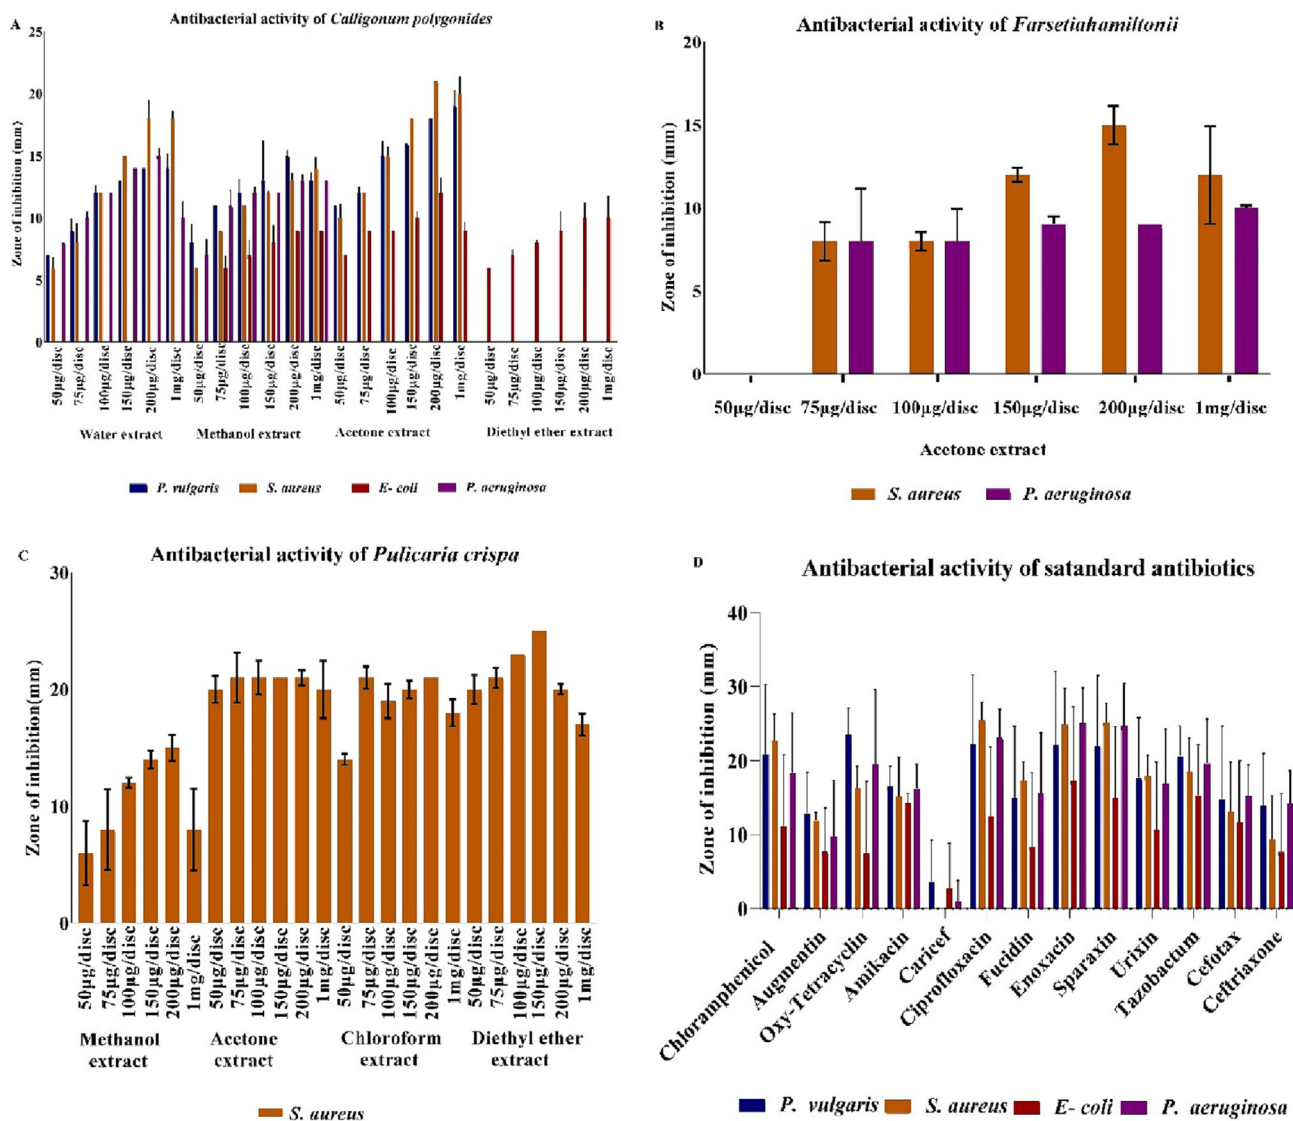 A
Antibacterial activity of Calligonum polygonides
Zone of inhibition (mm)
25
20
15
10
5
0
50µg/disc
75µg/disc
100µg/disc
150µg/disc
200µg/disc
1mg/disc
50µg/disc
75µg/disc
100µg/disc
150µg/disc
200µg/disc
1mg/disc
50µg/disc
75µg/disc
100µg/disc
150µg/disc
200µg/disc
1mg/disc
50µg/disc
75µg/disc
100µg/disc
150µg/disc
200µg/disc
1mg/disc
Water extract Methanol extract Acetone extract Diethyl ether extract
P. vulgaris S. aureus E- coli P. aeruginosa
B
Antibacterial activity of Farsetiahamiltonii
Zone of inhibition (mm)
20
15
10
5
0
50µg/disc 75µg/disc 100µg/disc 150µg/disc 200µg/disc 1mg/disc
Acetone extract
S. aureus P. aeruginosa
C
Antibacterial activity of Pulicaria crispa
Zone of inhibition(mm)
30
20
10
0
50µg/disc
75µg/disc
100µg/disc
150µg/disc
200µg/disc
1mg/disc
50µg/disc
75µg/disc
100µg/disc
150µg/disc
200µg/disc
1mg/disc
50µg/disc
75µg/disc
100µg/disc
150µg/disc
200µg/disc
1mg/disc
50µg/disc
75µg/disc
100µg/disc
150µg/disc
200µg/disc
1mg/disc
Methanol extract
Acetone extract
Chloroform extract
Diethyl ether extract
S. aureus
D
Antibacterial activity of satandard antibiotics
Zone of inhibition (mm)
40
30
20
10
0
Chloramphenicol
Augmentin
Oxy-Tetracyclin
Amikacin
Caricef
Ciprofloxacin
Fucidin
Enoxacin
Sparaxin
Urixin
Tazobactum
Cefotax
Ceftriaxone
P. vulgaris S. aureus E- coli P. aeruginosa